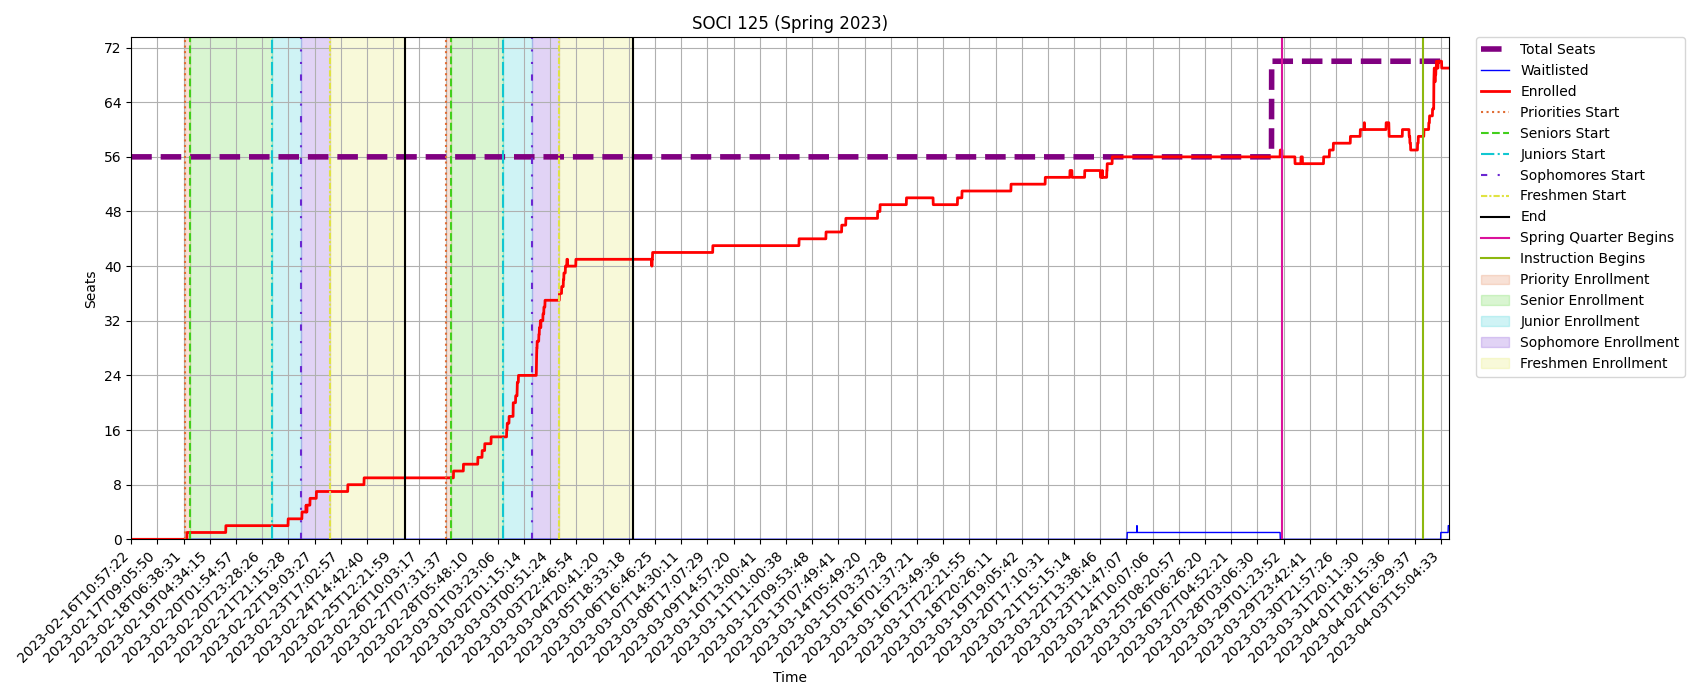 SOCI 125 (Spring 2023)
Seats
72
64
56
48
40
32
24
16
8
0
2023-02-16T10:57:22
2023-02-17T09:05:50
2023-02-18T06:38:31
2023-02-19T04:34:15
2023-02-20T01:54:57
2023-02-20T23:28:26
2023-02-21T21:15:28
2023-02-22T19:03:27
2023-02-23T17:02:57
2023-02-24T14:42:40
2023-02-25T12:21:59
2023-02-26T10:03:17
2023-02-27T07:31:37
2023-02-28T05:48:10
2023-03-01T03:23:06
2023-03-02T01:15:14
2023-03-03T00:51:24
2023-03-03T22:46:54
2023-03-04T20:41:20
2023-03-05T18:33:18
2023-03-06T16:46:25
2023-03-07T14:30:11
2023-03-08T17:07:29
2023-03-09T14:57:20
2023-03-10T13:00:41
2023-03-11T11:00:38
2023-03-12T09:53:48
2023-03-13T07:49:41
2023-03-14T05:49:20
2023-03-15T03:37:28
2023-03-16T01:37:21
2023-03-16T23:49:36
2023-03-17T22:21:55
2023-03-18T20:26:11
2023-03-19T19:05:42
2023-03-20T17:10:31
2023-03-21T15:15:14
2023-03-22T13:38:46
2023-03-23T11:47:07
2023-03-24T10:07:06
2023-03-25T08:20:57
2023-03-26T06:26:20
2023-03-27T04:52:21
2023-03-28T03:06:30
2023-03-29T01:23:52
2023-03-29T23:42:41
2023-03-30T21:57:26
2023-03-31T20:11:30
2023-04-01T18:15:36
2023-04-02T16:29:37
2023-04-03T15:04:33
Time
Total Seats
Waitlisted
Enrolled
Priorities Start
Seniors Start
Juniors Start
Sophomores Start
Freshmen Start
End
Spring Quarter Begins
Instruction Begins
Priority Enrollment
Senior Enrollment
Junior Enrollment
Sophomore Enrollment
Freshmen Enrollment